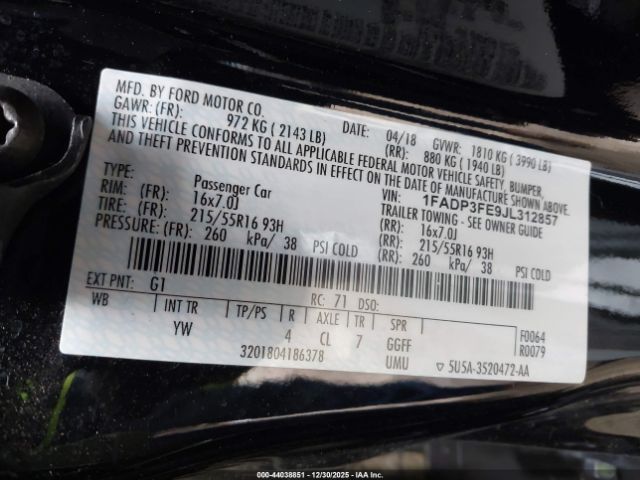 MFD. BY FORD MOTOR CO.
DATE: 04/18 GVWR: 1810 KG (3990 LB)
GAWR: (FR): 972 KG (2143 LB) (RR): 880 KG (1940 LB)
THIS VEHICLE CONFORMS TO ALL APPLICABLE FEDERAL MOTOR VEHICLE SAFETY, BUMPER,
AND THEFT PREVENTION STANDARDS IN EFFECT ON THE DATE OF MANUFACTURE SHOWN ABOVE.
VIN: 1FADP3FE9JL312857
TYPE: Passenger Car TRAILER TOWING - SEE OWNER GUIDE
RIM: (FR): 16x7.0J (RR): 16x7.0J
TIRE: (FR): 215/55R16 93H (RR): 215/55R16 93H
PRESSURE: (FR): 260 kPa/ 38 PSI COLD (RR): 260 kPa/ 38 PSI COLD
EXT PNT: G1 RC: 71 DSO:
WB INT TR TP/PS R AXLE TR SPR F0064
YW 4 CL 7 GGFF R0079
3201804186378 UMU 5U5A-3520472-AA
000-44038851 - 12/30/2025 - IAA Inc.